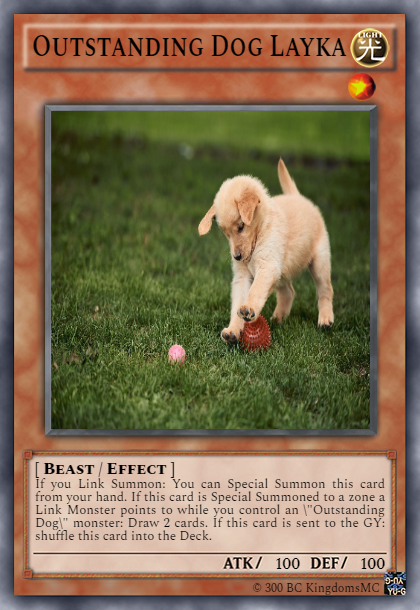 OUTSTANDING DOG LAYKA
LIGHT
光
[ BEAST / EFFECT ]
If you Link Summon: You can Special Summon this card
from your hand. If this card is Special Summoned to a zone a
Link Monster points to while you control an \"Outstanding
Dog\" monster: Draw 2 cards. If this card is sent to the GY:
shuffle this card into the Deck.
ATK/ 100 DEF/ 100
© 300 BC KingdomsMC